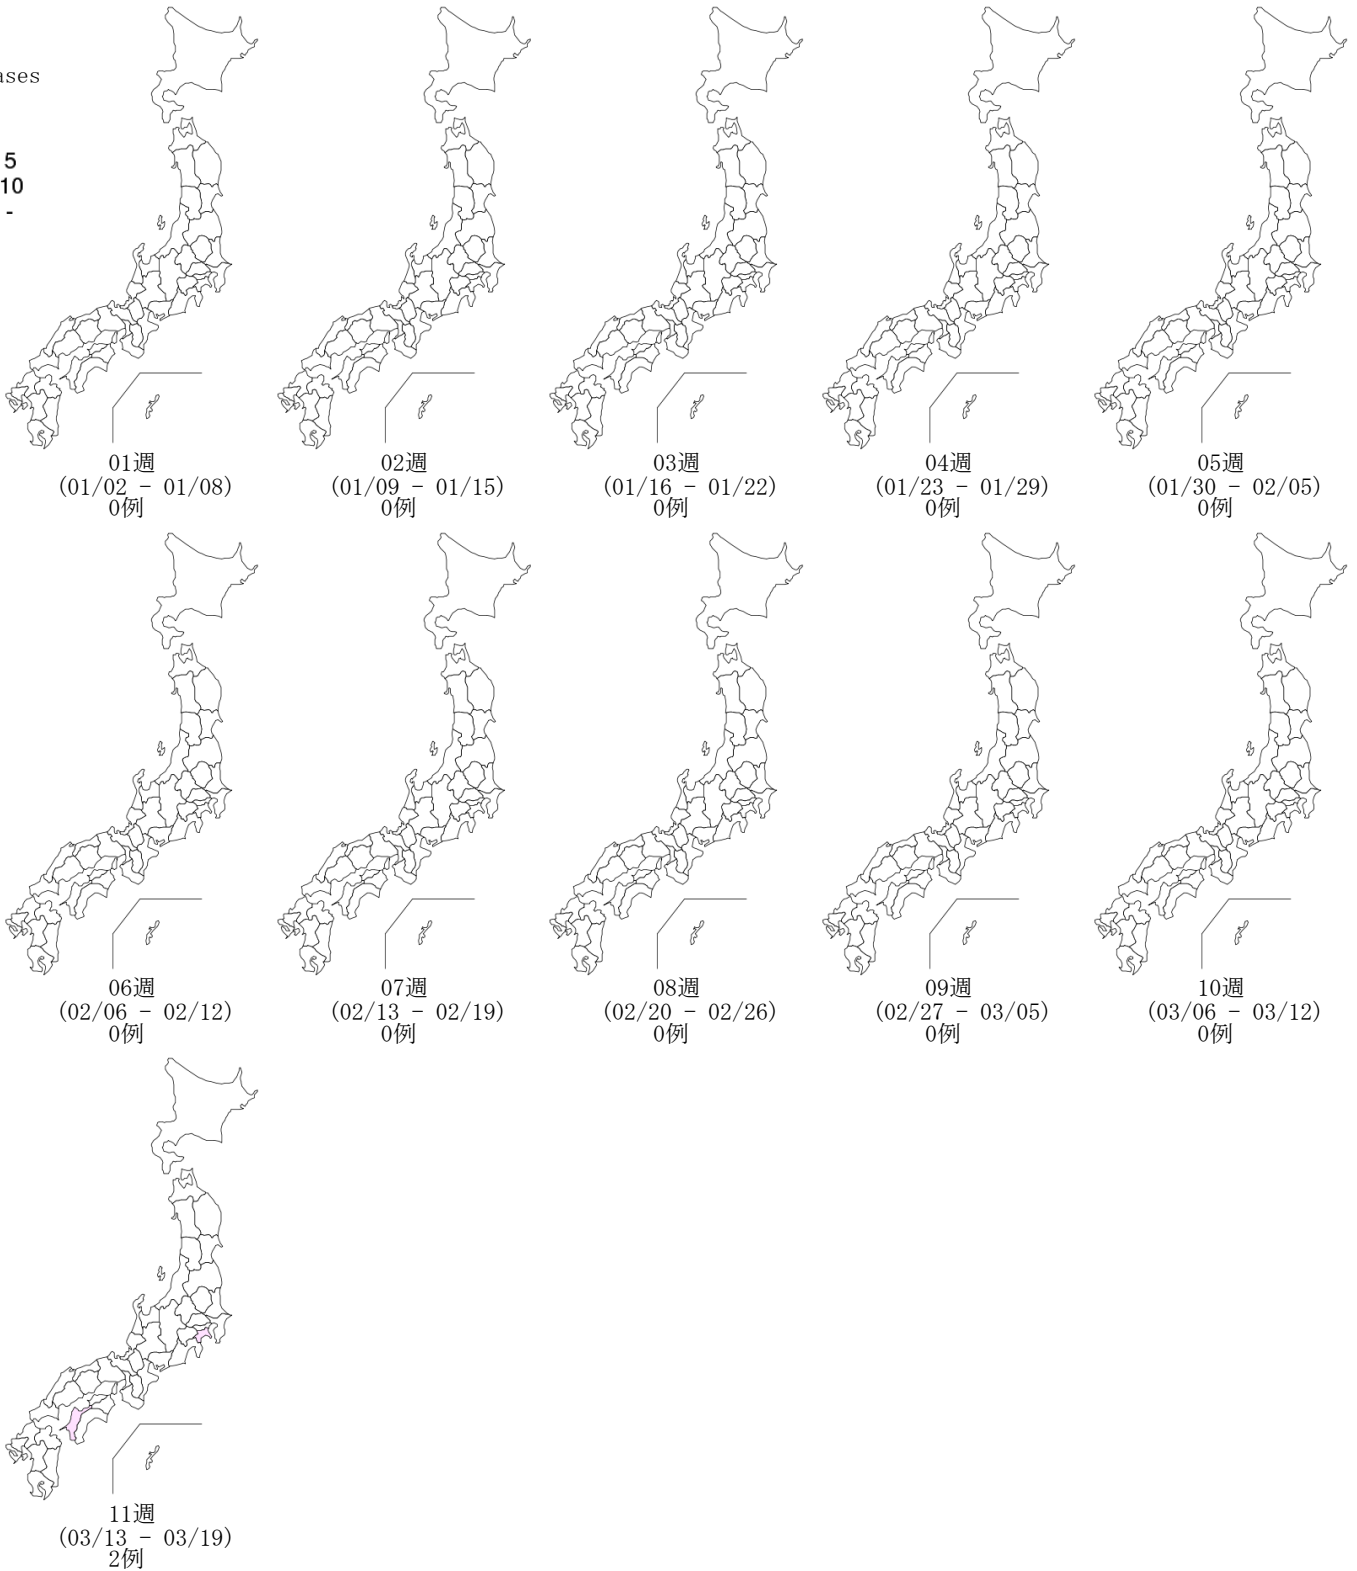 ases
5
10
-
01週
(01/02 - 01/08)
0例
02週
(01/09 - 01/15)
0例
03週
(01/16 - 01/22)
0例
04週
(01/23 - 01/29)
0例
05週
(01/30 - 02/05)
0例
06週
(02/06 - 02/12)
0例
07週
(02/13 - 02/19)
0例
08週
(02/20 - 02/26)
0例
09週
(02/27 - 03/05)
0例
10週
(03/06 - 03/12)
0例
11週
(03/13 - 03/19)
2例